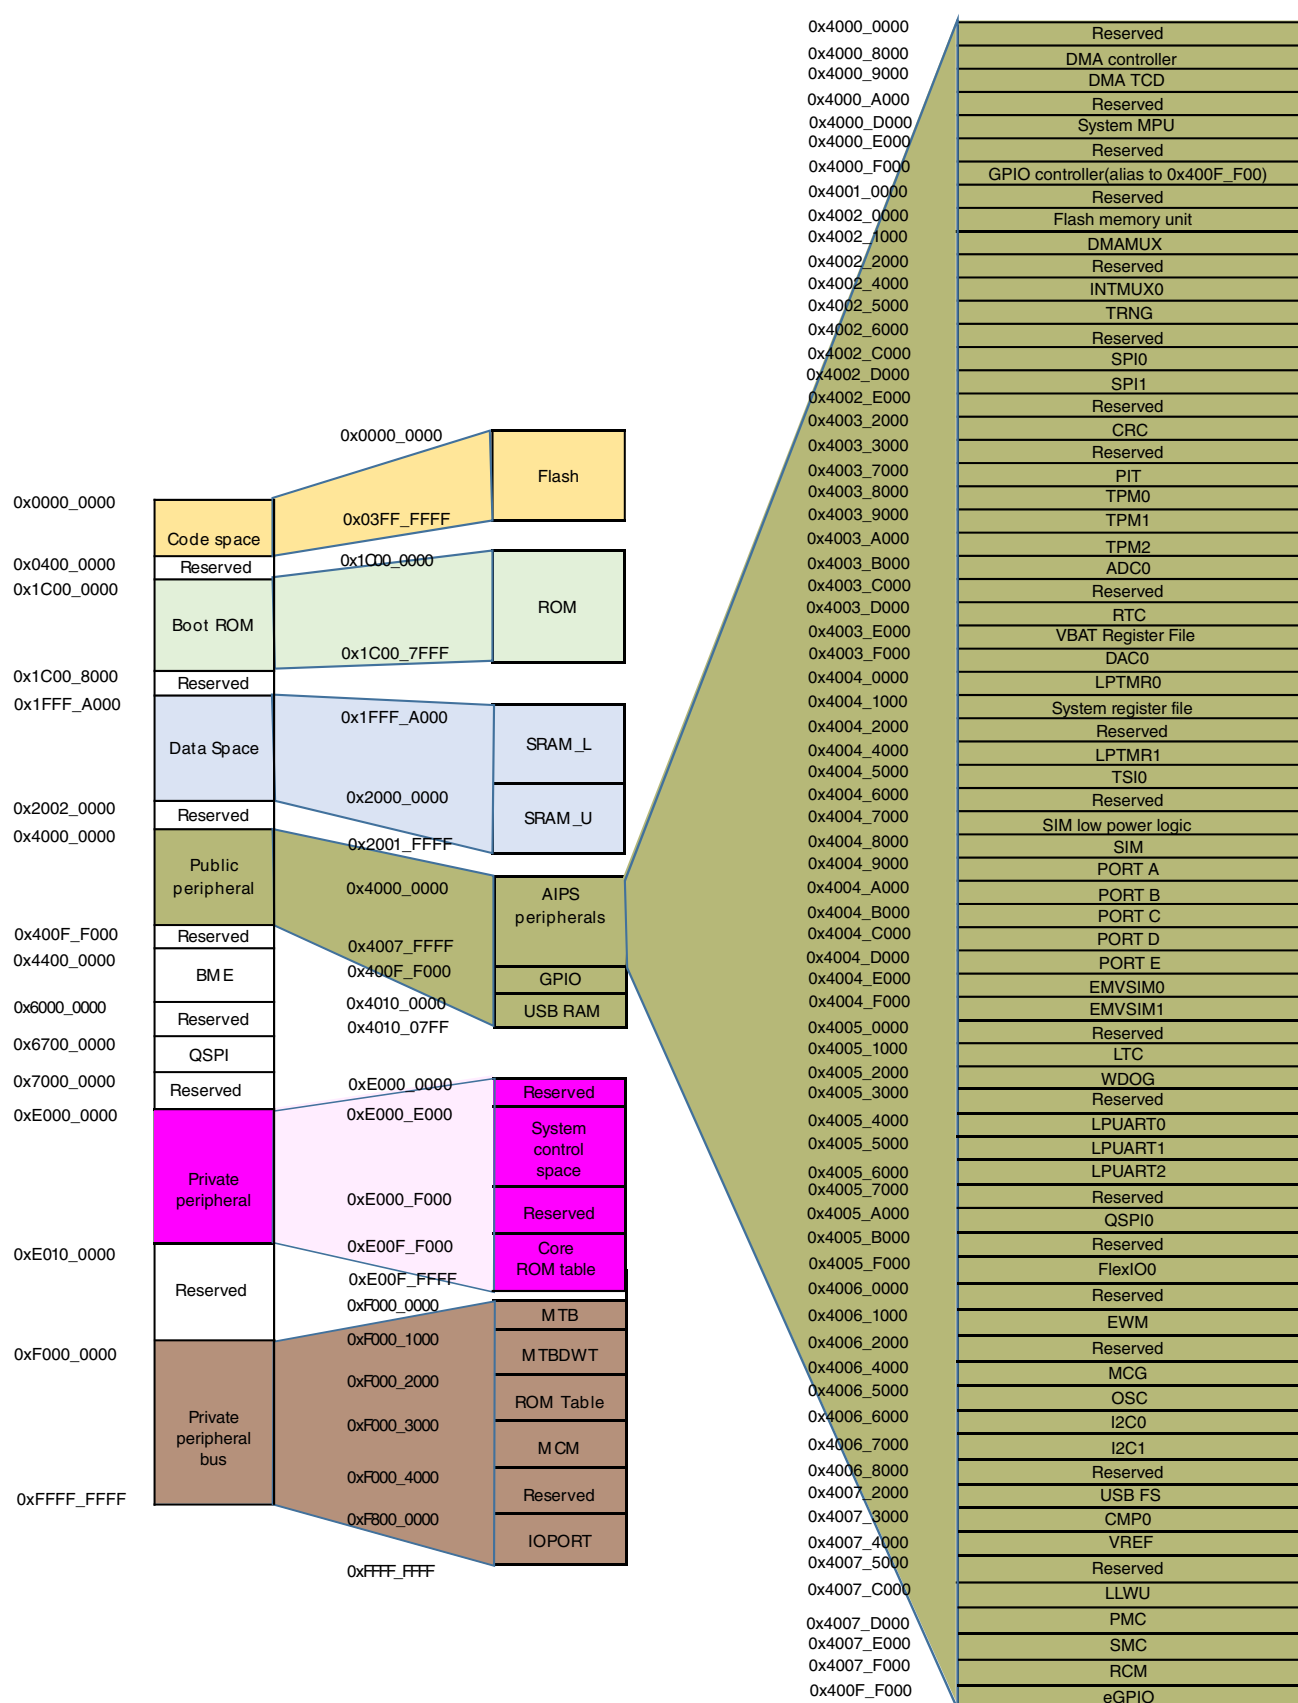 0x0000_0000
0x0400_0000
0x1C00_0000
0x1C00_8000
0x1FFF_A000
0x2002_0000
0x4000_0000
0x400F_F000
0x4400_0000
0x6000_0000
0x6700_0000
0x7000_0000
0xE000_0000
0xE010_0000
0xF000_0000
0xFFFF_FFFF
Code space
Reserved
Boot ROM
Reserved
Data Space
Reserved
Public
peripheral
Reserved
BME
Reserved
QSPI
Reserved
Private
peripheral
Reserved
Private
peripheral
bus
0x0000_0000
0x03FF_FFFF
0x1C00_0000
0x1C00_7FFF
0x1FFF_A000
0x2000_0000
0x2001_FFFF
0x4000_0000
0x4007_FFFF
0x400F_F000
0x4010_0000
0x4010_07FF
0xE000_0000
0xE000_E000
0xE000_F000
0xE00F_F000
0xE00F_FFFF
0xF000_0000
0xF000_1000
0xF000_2000
0xF000_3000
0xF000_4000
0xF800_0000
0xFFFF_FFFF
Flash
ROM
SRAM_L
SRAM_U
AIPS
peripherals
GPIO
USB RAM
Reserved
System
control
space
Reserved
Core
ROM table
MTB
MTBDWT
ROM Table
MCM
Reserved
IOPORT
0x4000_0000
Reserved
0x4000_8000
DMA controller
0x4000_9000
DMA TCD
0x4000_A000
Reserved
0x4000_D000
System MPU
0x4000_E000
Reserved
0x4000_F000
GPIO controller(alias to 0x400F_F00)
0x4001_0000
Reserved
0x4002_0000
Flash memory unit
0x4002_1000
DMAMUX
0x4002_2000
Reserved
0x4002_4000
INTMUX0
0x4002_5000
TRNG
0x4002_6000
Reserved
0x4002_C000
SPI0
0x4002_D000
SPI1
0x4002_E000
Reserved
0x4003_2000
CRC
0x4003_3000
Reserved
0x4003_7000
PIT
0x4003_8000
TPM0
0x4003_9000
TPM1
0x4003_A000
TPM2
0x4003_B000
ADC0
0x4003_C000
Reserved
0x4003_D000
RTC
0x4003_E000
VBAT Register File
0x4003_F000
DAC0
0x4004_0000
LPTMR0
0x4004_1000
System register file
0x4004_2000
Reserved
0x4004_4000
LPTMR1
0x4004_5000
TSI0
0x4004_6000
Reserved
0x4004_7000
SIM low power logic
0x4004_8000
SIM
0x4004_9000
PORT A
0x4004_A000
PORT B
0x4004_B000
PORT C
0x4004_C000
PORT D
0x4004_D000
PORT E
0x4004_E000
EMVSIM0
0x4004_F000
EMVSIM1
0x4005_0000
Reserved
0x4005_1000
LTC
0x4005_2000
WDOG
0x4005_3000
Reserved
0x4005_4000
LPUART0
0x4005_5000
LPUART1
0x4005_6000
LPUART2
0x4005_7000
Reserved
0x4005_A000
QSPI0
0x4005_B000
Reserved
0x4005_F000
FlexIO0
0x4006_0000
Reserved
0x4006_1000
EWM
0x4006_2000
Reserved
0x4006_4000
MCG
0x4006_5000
OSC
0x4006_6000
I2C0
0x4006_7000
I2C1
0x4006_8000
Reserved
0x4007_2000
USB FS
0x4007_3000
CMP0
0x4007_4000
VREF
0x4007_5000
Reserved
0x4007_C000
LLWU
0x4007_D000
PMC
0x4007_E000
SMC
0x4007_F000
RCM
0x400F_F000
eGPIO